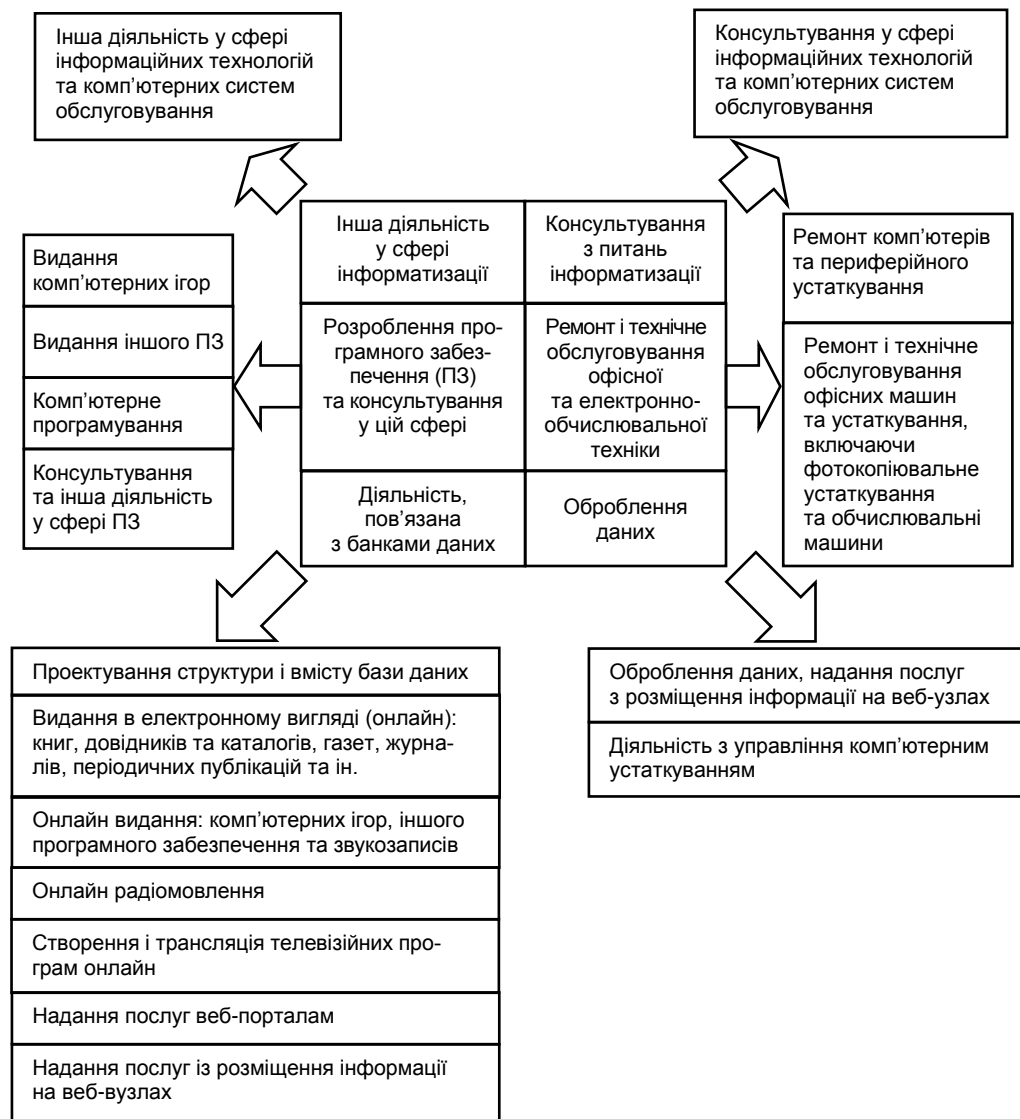 Інша діяльність у сфері
інформаційних технологій
та комп’ютерних систем
обслуговування
Консультування у сфері
інформаційних технологій
та комп’ютерних систем
обслуговування
Інша діяльність
у сфері
інформатизації
Консультування
з питань
інформатизації
Видання
комп’ютерних ігор
Видання іншого ПЗ
Комп’ютерне
програмування
Консультування
та інша діяльність
у сфері ПЗ
Розроблення про-
грамного забез-
печення (ПЗ)
та консультування
у цій сфері
Ремонт і технічне
обслуговування
офісної
та електронно-
обчислювальної
техніки
Ремонт комп’ютерів
та периферійного
устаткування
Ремонт і технічне
обслуговування
офісних машин
та устаткування,
включаючи
фотокопіювальне
устаткування
та обчислювальні
машини
Діяльність,
пов’язана
з банками даних
Оброблення
даних
Проектування структури і вмісту бази даних
Видання в електронному вигляді (онлайн):
книг, довідників та каталогів, газет, журна-
лів, періодичних публікацій та ін.
Онлайн видання: комп’ютерних ігор, іншого
програмного забезпечення та звукозаписів
Онлайн радіомовлення
Створення і трансляція телевізійних про-
грам онлайн
Надання послуг веб-порталам
Надання послуг із розміщення інформації
на веб-вузлах
Оброблення даних, надання послуг
з розміщення інформації на веб-узлах
Діяльність з управління комп’ютерним
устаткуванням